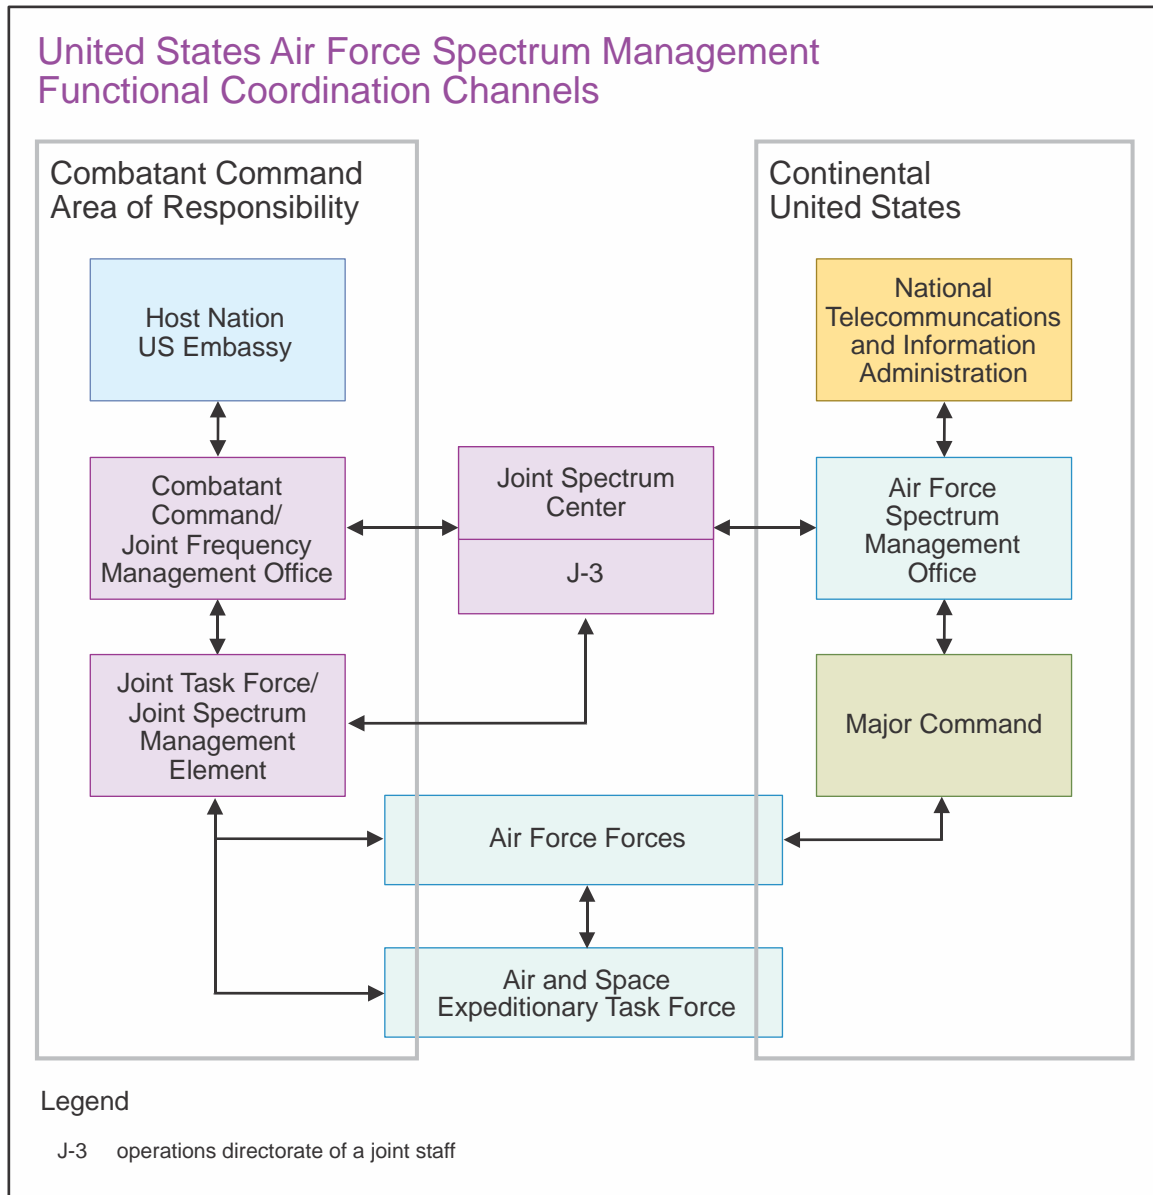 United States Air Force Spectrum Management
Functional Coordination Channels
Combatant Command
Area of Responsibility
Continental
United States
Host Nation
US Embassy
National
Telecommuncations
and Information
Administration
Combatant
Command/
Joint Frequency
Management Office
Joint Spectrum
Center
J-3
Air Force
Spectrum
Management
Office
Joint Task Force/
Joint Spectrum
Management
Element
Major Command
Air Force Forces
Air and Space
Expeditionary Task Force
Legend
J-3 operations directorate of a joint staff